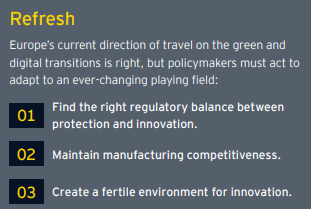 Refresh
Europe's current direction of travel on the green and
digital transitions is right, but policymakers must act to
adapt to an ever-changing playing field:
01 Find the right regulatory balance between
protection and innovation.
02 Maintain manufacturing competitiveness.
03 Create a fertile environment for innovation.